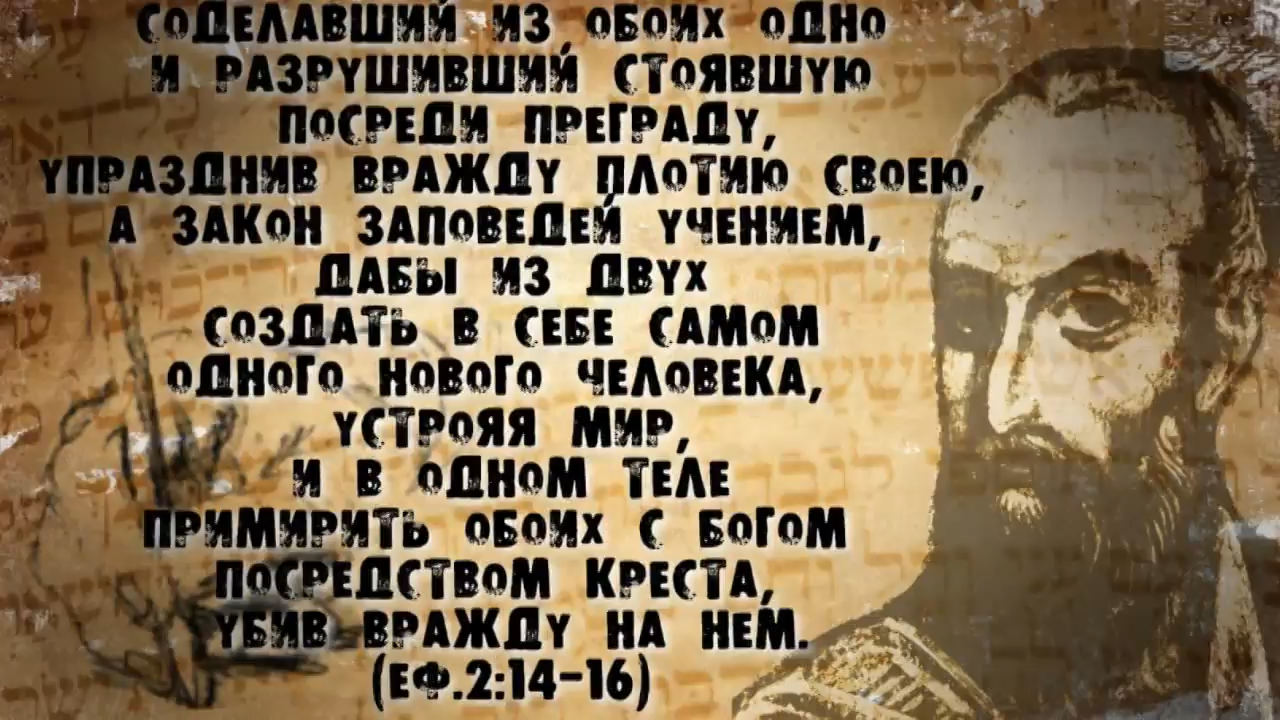 СОДЕЛАВШИЙ ИЗ ОБОИХ ОДНО
И РАЗРУШИВШИЙ СТОЯВШУЮ
ПОСРЕДИ ПРЕГРАДУ,
УПРАЗДНИВ ВРАЖДУ ПЛОТИЮ СВОЕЮ,
А ЗАКОН ЗАПОВЕДЕЙ УЧЕНИЕМ,
ДАБЫ ИЗ ДВУХ
СОЗДАТЬ В СЕБЕ САМОМ
ОДНОГО НОВОГО ЧЕЛОВЕКА,
УСТРОЯЯ МИР,
И В ОДНОМ ТЕЛЕ
ПРИМИРИТЬ ОБОИХ С БОГОМ
ПОСРЕДСТВОМ КРЕСТА,
УБИВ ВРАЖДУ НА НЕМ.
(ЕФ.2:14-16)